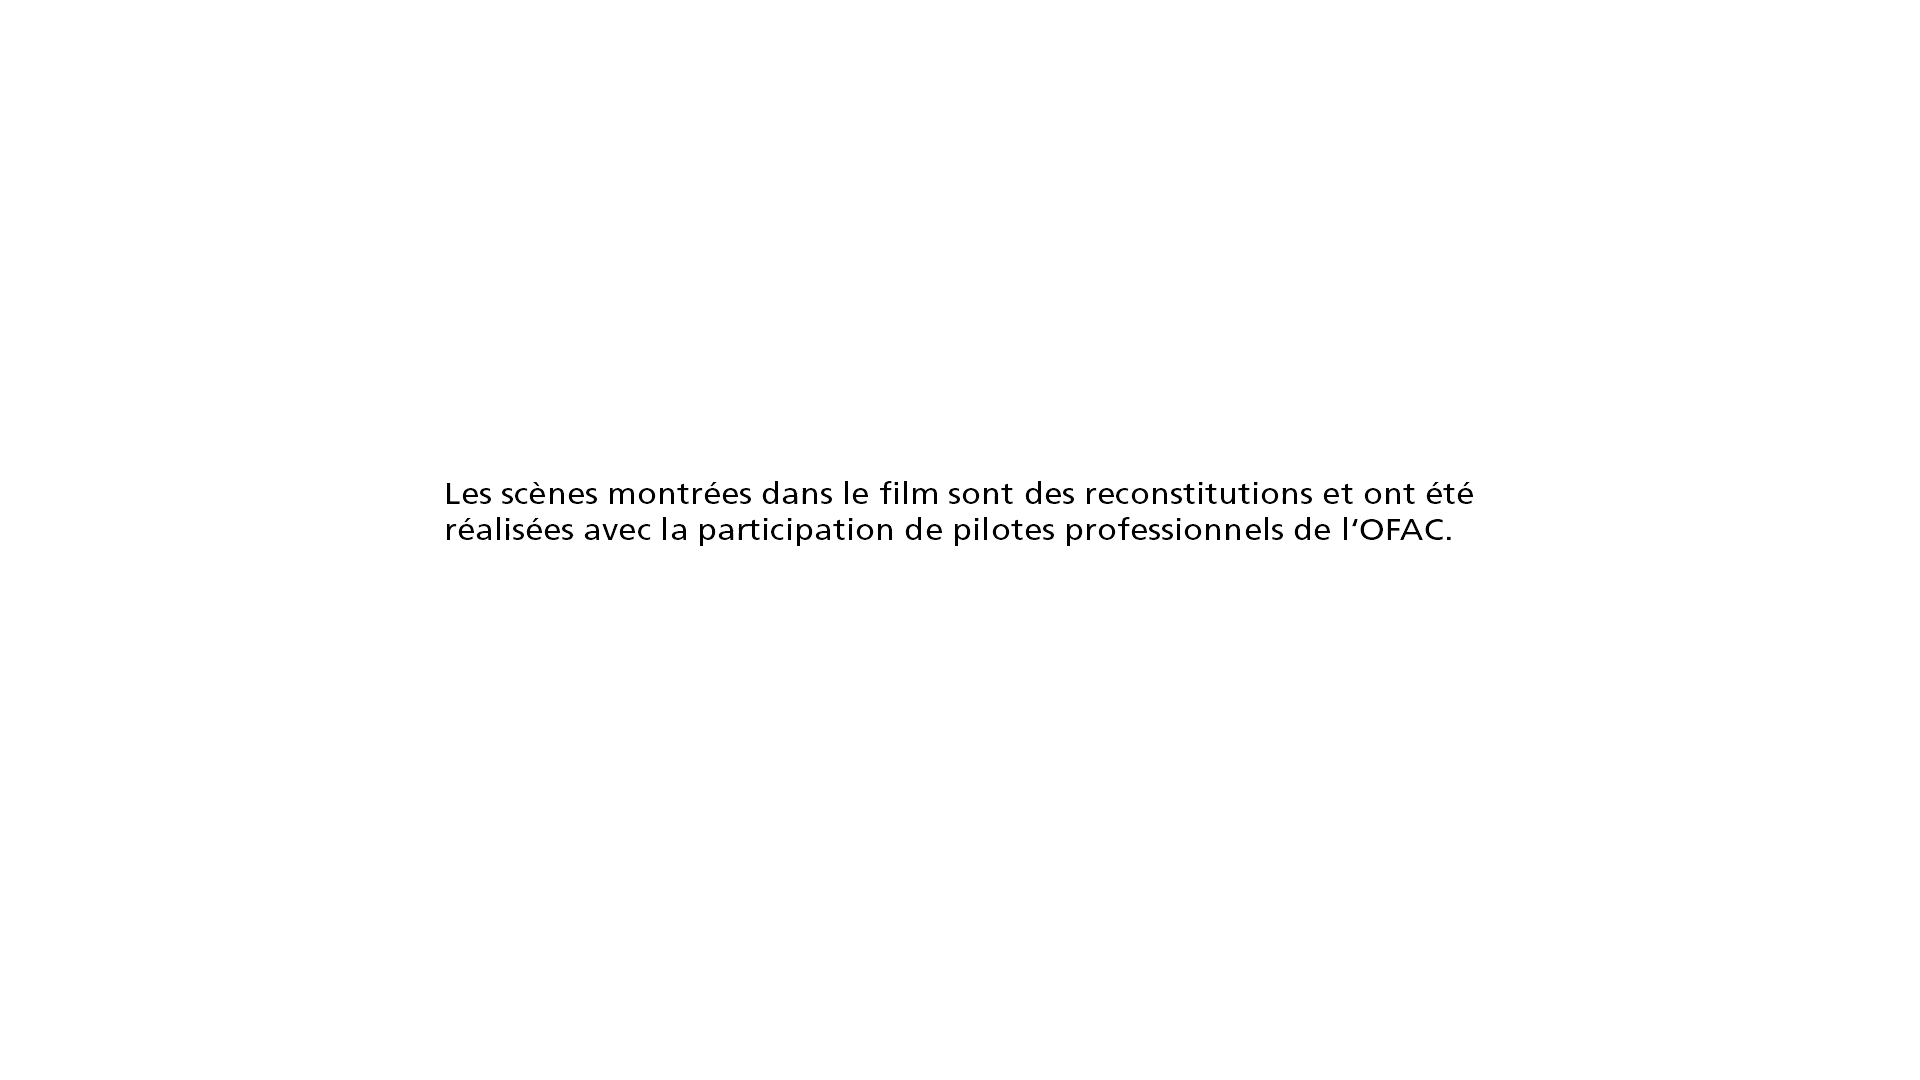 Les scènes montrées dans le film sont des reconstitutions et ont été
réalisées avec la participation de pilotes professionnels de l‘OFAC.